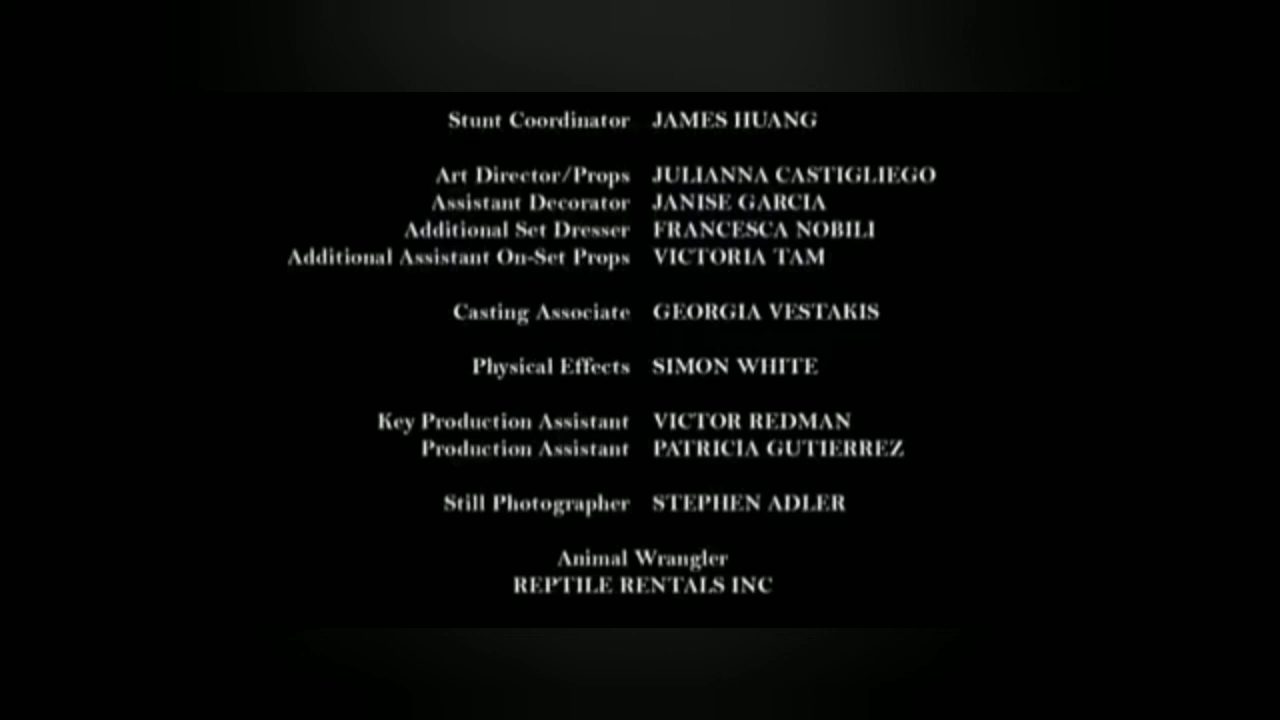 Stunt Coordinator JAMES HUANG
Art Director/Props JULIANNA CASTIGLIEGO
Assistant Decorator JANISE GARCIA
Additional Set Dresser FRANCESCA NOBILI
Additional Assistant On-Set Props VICTORIA TAM
Casting Associate GEORGIA VESTAKIS
Physical Effects SIMON WHITE
Key Production Assistant VICTOR REDMAN
Production Assistant PATRICIA GUTIERREZ
Still Photographer STEPHEN ADLER
Animal Wrangler
REPTILE RENTALS INC